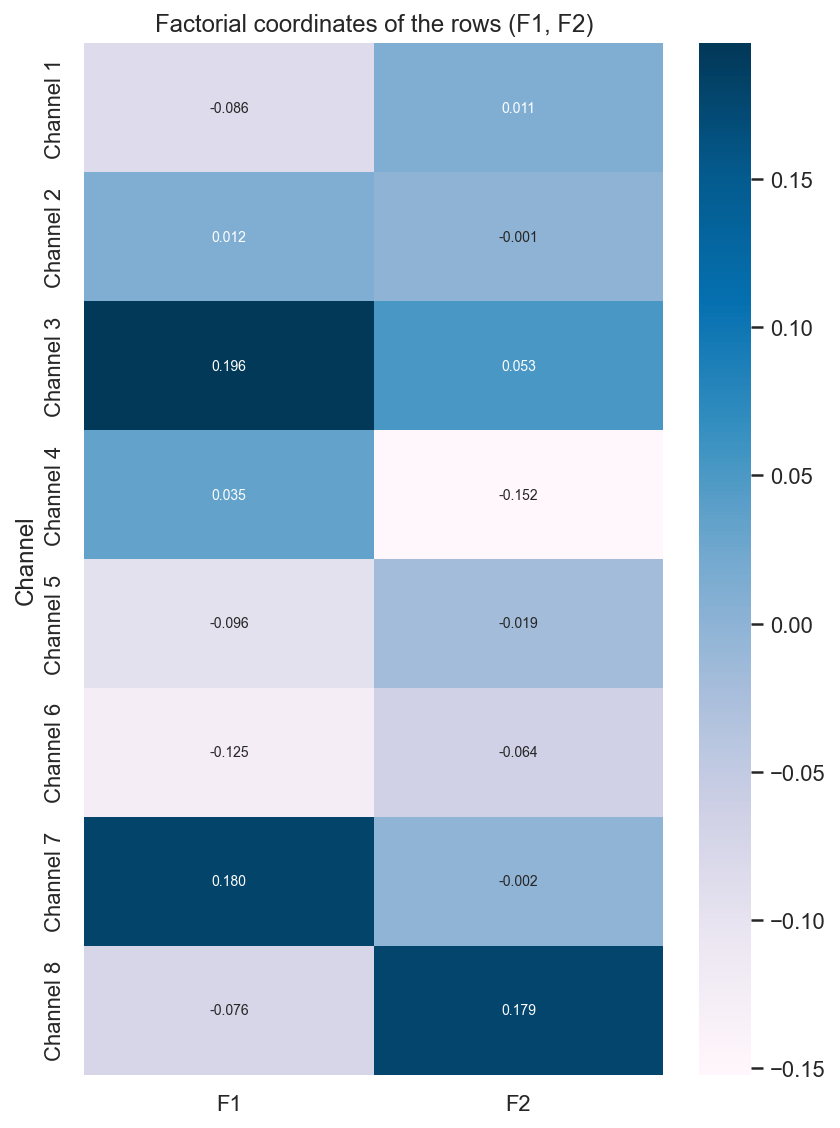 Factorial coordinates of the rows (F1, F2)
Channel
Channel 1
-0.086
0.011
Channel 2
0.012
-0.001
Channel 3
0.196
0.053
Channel 4
0.035
-0.152
Channel 5
-0.096
-0.019
Channel 6
-0.125
-0.064
Channel 7
0.180
-0.002
Channel 8
-0.076
0.179
F1
F2
0.15
0.10
0.05
0.00
−0.05
−0.10
−0.15